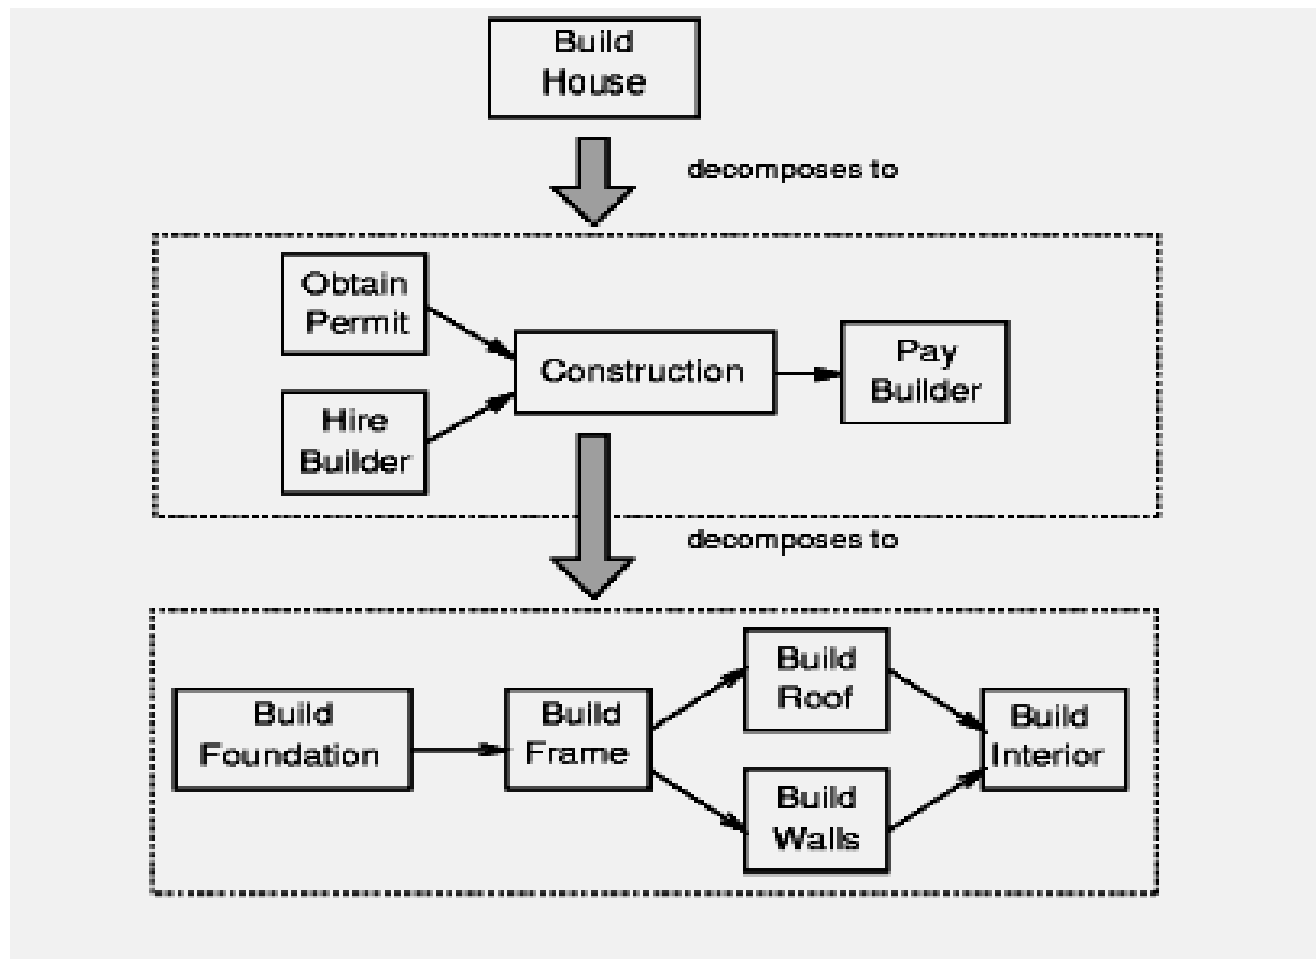 Build
House
decomposes to
Obtain
Permit
Hire
Builder
Construction
Pay
Builder
decomposes to
Build
Foundation
Build
Frame
Build
Roof
Build
Walls
Build
Interior